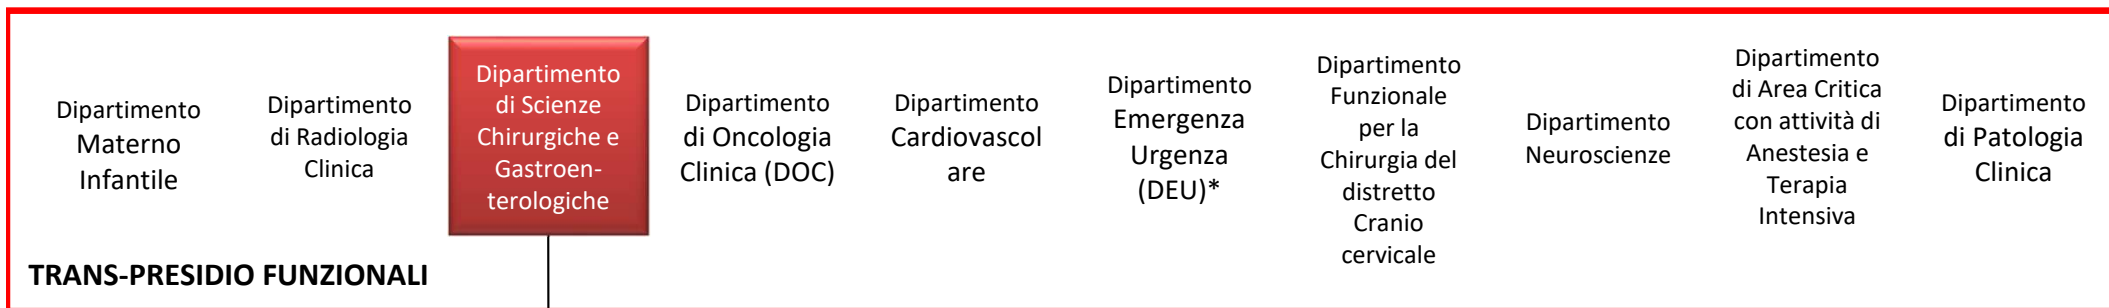 Dipartimento
Materno
Infantile
Dipartimento
di Radiologia
Clinica
Dipartimento
di Scienze
Chirurgiche e
Gastroen-
terologiche
Dipartimento
di Oncologia
Clinica (DOC)
Dipartimento
Cardiovascol
are
Dipartimento
Emergenza
Urgenza
(DEU)*
Dipartimento
Funzionale
per la
Chirurgia del
distretto
Cranio
cervicale
Dipartimento
Neuroscienze
Dipartimento
di Area Critica
con attività di
Anestesia e
Terapia
Intensiva
Dipartimento
di Patologia
Clinica
TRANS-PRESIDIO FUNZIONALI